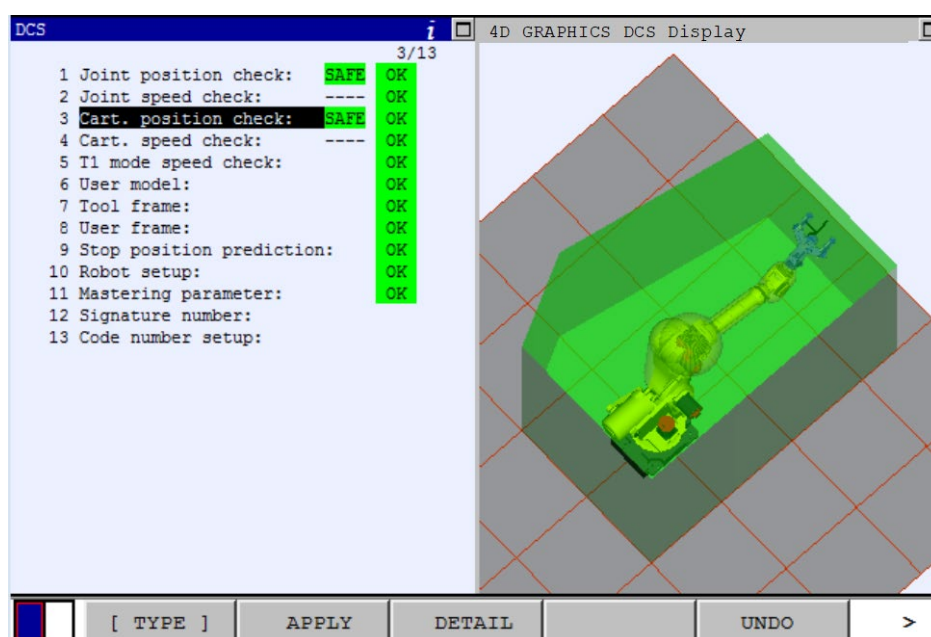 DCS i
4D GRAPHICS DCS Display
3/13
1 Joint position check: SAFE OK
2 Joint speed check: ---- OK
3 Cart. position check: SAFE OK
4 Cart. speed check: ---- OK
5 T1 mode speed check: OK
6 User model: OK
7 Tool frame: OK
8 User frame: OK
9 Stop position prediction: OK
10 Robot setup: OK
11 Mastering parameter: OK
12 Signature number:
13 Code number setup:
[ TYPE ] APPLY DETAIL UNDO >